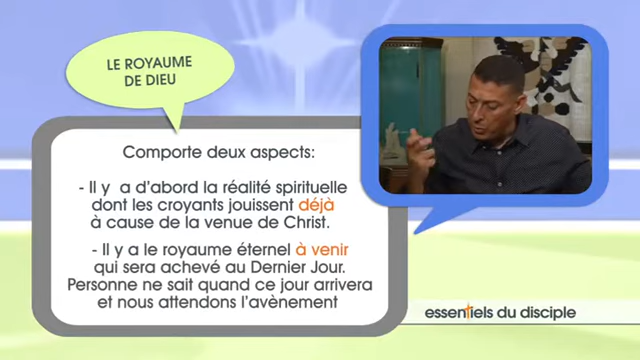 LE ROYAUME
DE DIEU
Comporte deux aspects:
- Il y a d'abord la réalité spirituelle
dont les croyants jouissent déjà
à cause de la venue de Christ.
- Il y a le royaume éternel à venir
qui sera achevé au Dernier Jour.
Personne ne sait quand ce jour arrivera
et nous attendons l'avènement
essentiels du disciple